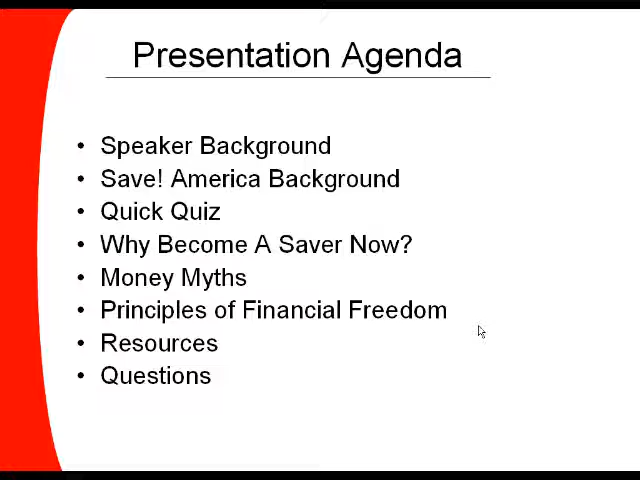 Presentation Agenda
• Speaker Background
• Save! America Background
• Quick Quiz
• Why Become A Saver Now?
• Money Myths
• Principles of Financial Freedom
• Resources
• Questions